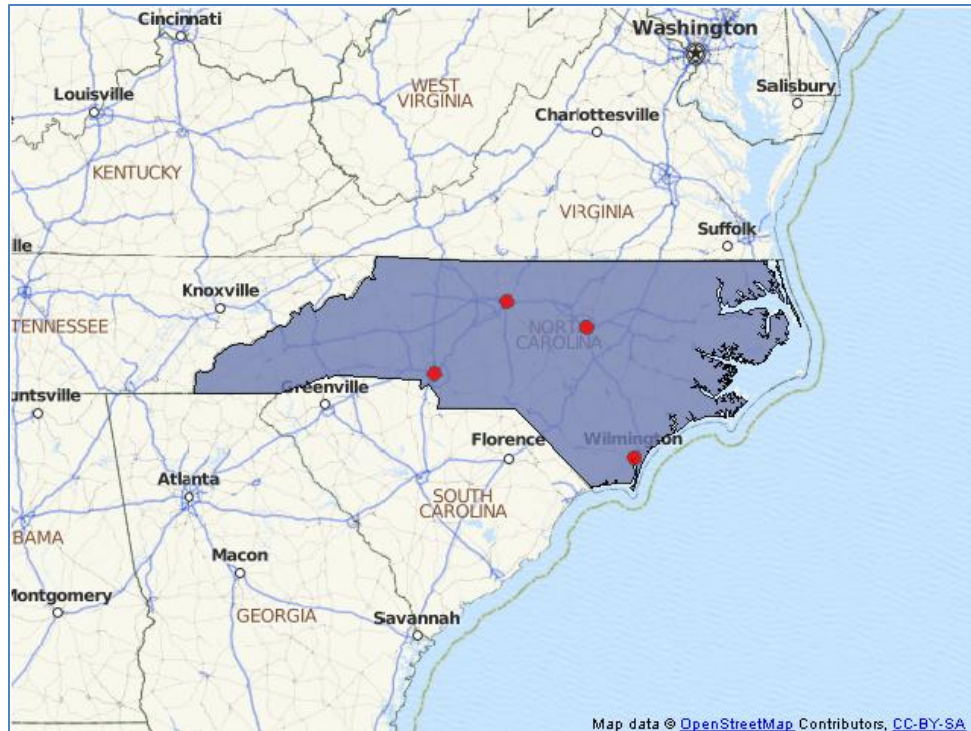 Cincinnati
Washington
WEST
VIRGINIA
Salisbury
Louisville
Charlottesville
KENTUCKY
VIRGINIA
Suffolk
lle
Knoxville
TENNESSEE
NORTH
CAROLINA
Greenville
untsville
Florence
Wilmington
Atlanta
SOUTH
CAROLINA
BAMA
Macon
Montgomery
GEORGIA
Savannah
Map data © OpenStreetMap Contributors, CC-BY-SA